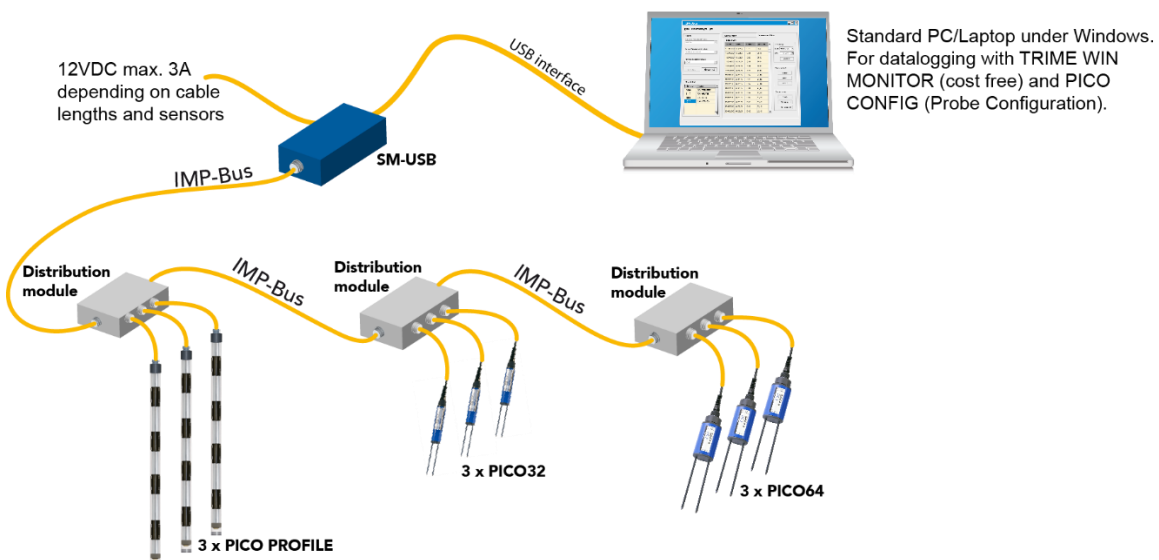 12VDC max. 3A
depending on cable
lengths and sensors
USB interface
Standard PC/Laptop under Windows.
For datalogging with TRIME WIN
MONITOR (cost free) and PICO
CONFIG (Probe Configuration).
SM-USB
IMP-Bus
Distribution
module
IMP-Bus
Distribution
module
IMP-Bus
Distribution
module
3 x PICO PROFILE
3 x PICO32
3 x PICO64